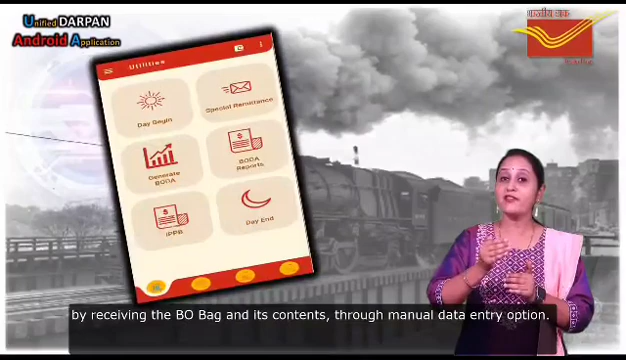 Unified DARPAN
Android Application
भारतीय डाक
Utilities
Day Begin
Special Remittance
Generate
BODA
BODA
Reports
IPPB
Day End
by receiving the BO Bag and its contents, through manual data entry option.